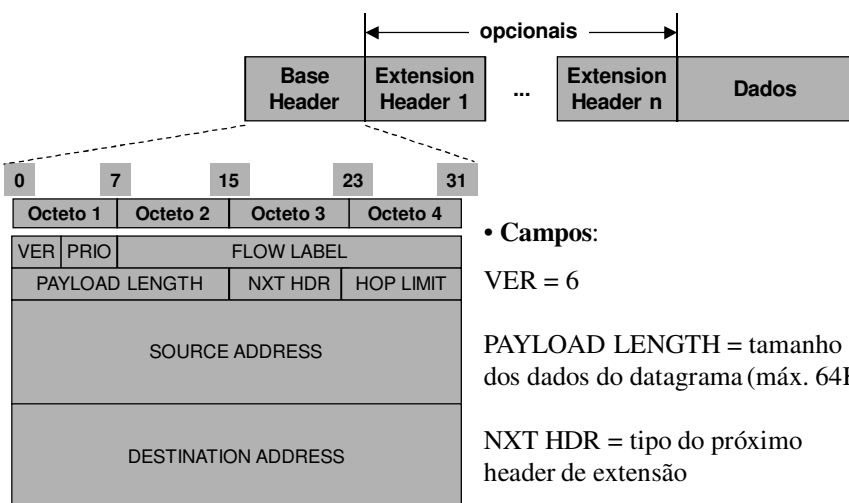 opcionais
Base Header
Extension Header 1
...
Extension Header n
Dados
0 7 15 23 31
Octeto 1 Octeto 2 Octeto 3 Octeto 4
VER PRIO FLOW LABEL
PAYLOAD LENGTH NXT HDR HOP LIMIT
SOURCE ADDRESS
DESTINATION ADDRESS
• Campos:
VER = 6
PAYLOAD LENGTH = tamanho
dos dados do datagrama (máx.
NXT HDR = tipo do próximo
header de extensão